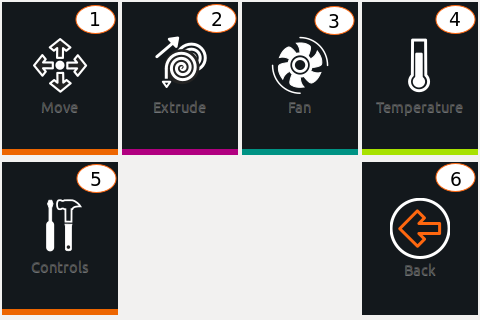 1
2
3
4
Move
Extrude
Fan
Temperature
5
6
Controls
Back